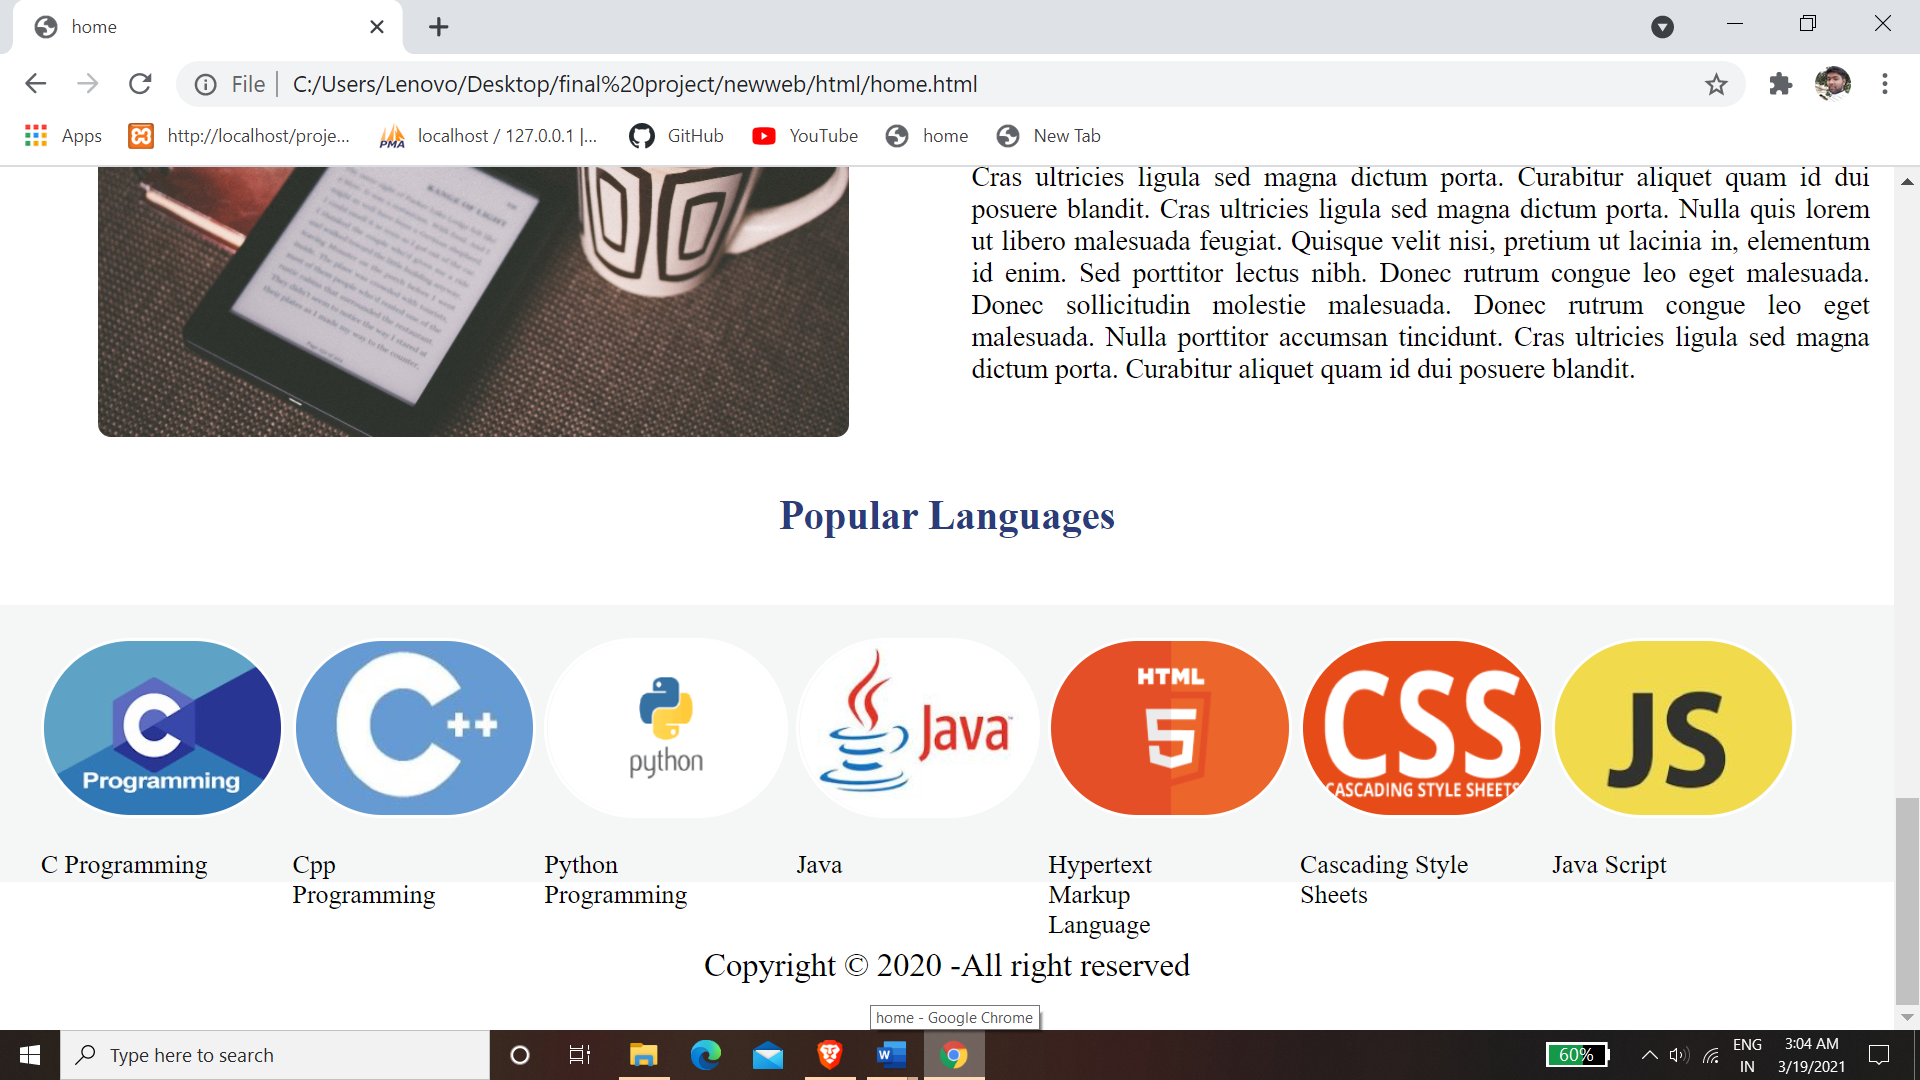 home
File
C:/Users/Lenovo/Desktop/final%20project/newweb/html/home.html
Apps
http://localhost/proje...
PMA
localhost / 127.0.0.1 |...
GitHub
YouTube
home
New Tab
RANGE OF LIGHT
Cras ultricies ligula sed magna dictum porta. Curabitur aliquet quam id dui
posuere blandit. Cras ultricies ligula sed magna dictum porta. Nulla quis lorem
ut libero malesuada feugiat. Quisque velit nisi, pretium ut lacinia in, elementum
id enim. Sed porttitor lectus nibh. Donec rutrum congue leo eget malesuada.
Donec sollicitudin molestie malesuada. Donec rutrum congue leo eget
malesuada. Nulla porttitor accumsan tincidunt. Cras ultricies ligula sed magna
dictum porta. Curabitur aliquet quam id dui posuere blandit.
Popular Languages
C
Programming
C++
python
Java™
HTML
5
CSS
CASCADING STYLE SHEETS
JS
C Programming
Cpp
Programming
Python
Programming
Java
Hypertext
Markup
Language
Cascading Style
Sheets
Java Script
Copyright © 2020 -All right reserved
home - Google Chrome
Type here to search
W
60%
ENG
IN
3:04 AM
3/19/2021